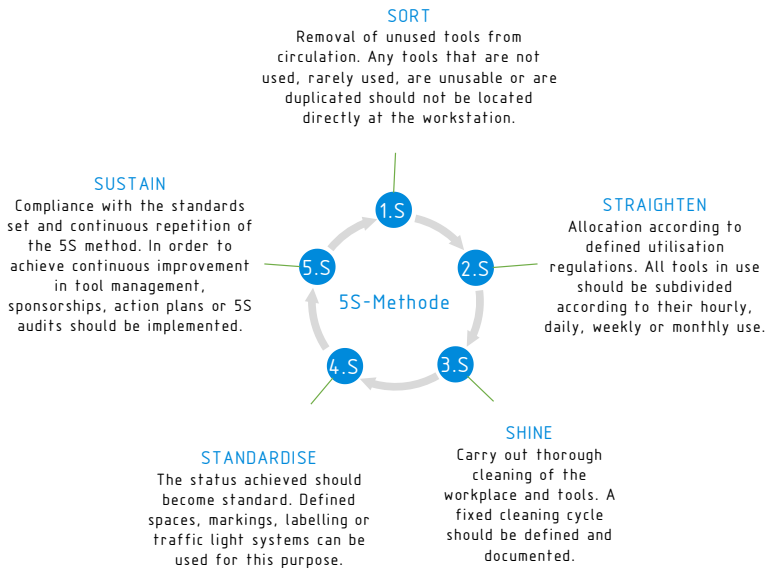 SORT
Removal of unused tools from
circulation. Any tools that are not
used, rarely used, are unusable or are
duplicated should not be located
directly at the workstation.
SUSTAIN
Compliance with the standards
set and continuous repetition of
the 5S method. In order to
achieve continuous improvement
in tool management,
sponsorships, action plans or 5S
audits should be implemented.
STRAIGHTEN
Allocation according to
defined utilisation
regulations. All tools in use
should be subdivided
according to their hourly,
daily, weekly or monthly use.
1.S
5.S
2.S
5S-Methode
4.S
3.S
STANDARDISE
The status achieved should
become standard. Defined
spaces, markings, labelling or
traffic light systems can be
used for this purpose.
SHINE
Carry out thorough
cleaning of the
workplace and tools. A
fixed cleaning cycle
should be defined and
documented.